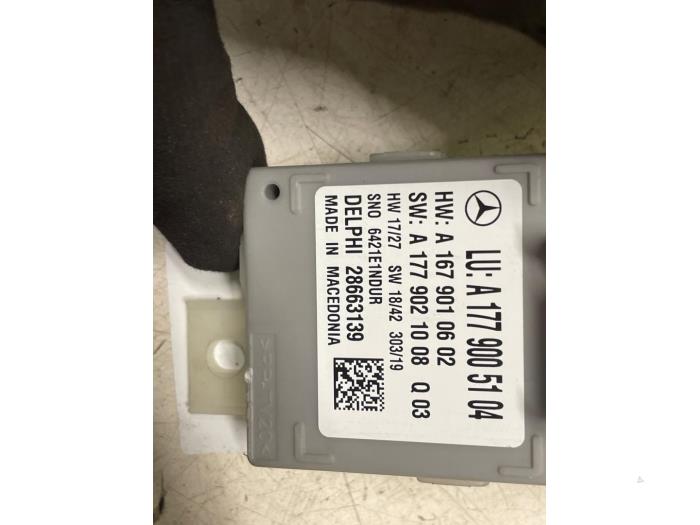 LU: A 177 900 51 04
HW: A 167 901 06 02
SW: A 177 902 10 08 Q 03
HW 17/27 SW 18/42 303/19
SNO 6421E1NDUR
DELPHI 28663139
MADE IN MACEDONIA